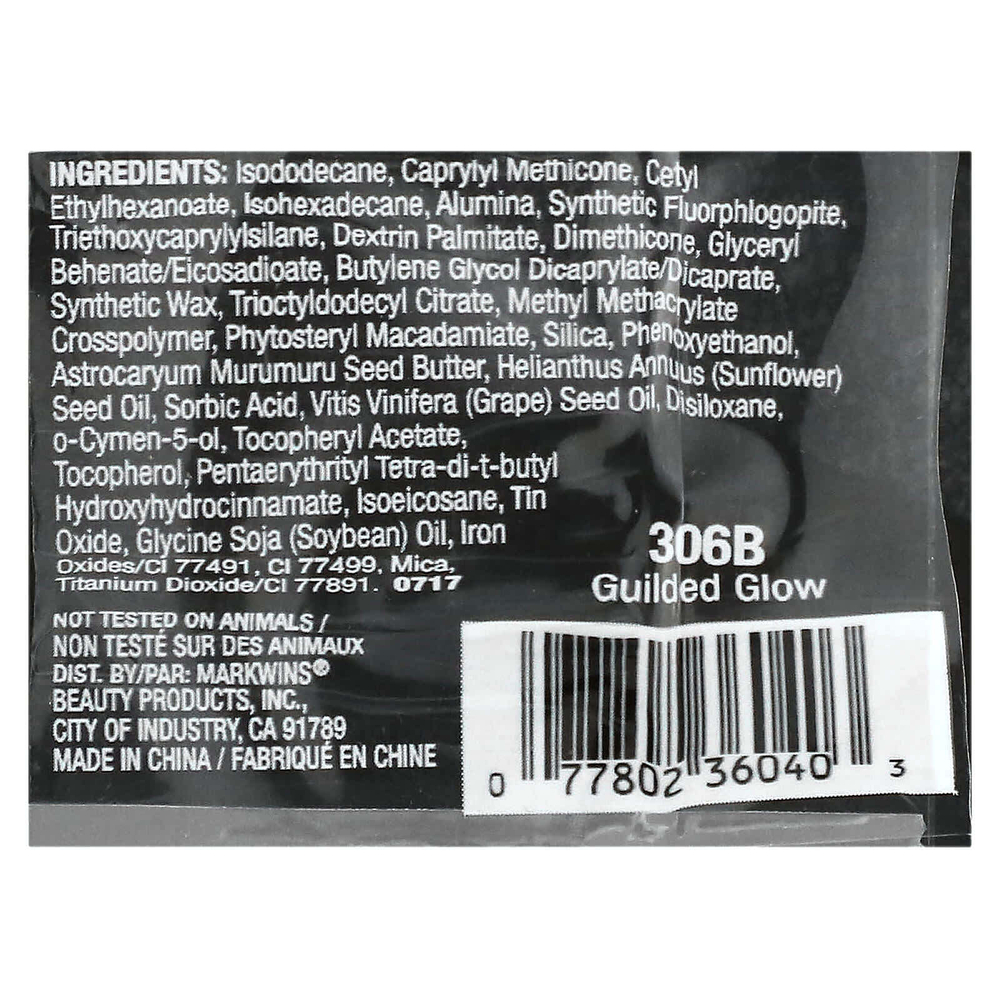 INGREDIENTS: Isododecane, Caprylyl Methicone, Cetyl
Ethylhexanoate, Isohexadecane, Alumina, Synthetic Fluorphlogopite,
Triethoxycaprylylsilane, Dextrin Palmitate, Dimethicone, Glyceryl
Behenate/Eicosadioate, Butylene Glycol Dicaprylate/Dicaprate,
Synthetic Wax, Trioctyldodecyl Citrate, Methyl Methacrylate
Crosspolymer, Phytosteryl Macadamiate, Silica, Phenoxyethanol,
Astrocaryum Murumuru Seed Butter, Helianthus Annuus (Sunflower)
Seed Oil, Sorbic Acid, Vitis Vinifera (Grape) Seed Oil, Disiloxane,
o-Cymen-5-ol, Tocopheryl Acetate,
Tocopherol, Pentaerythrityl Tetra-di-t-butyl
Hydroxyhydrocinnamate, Isoeicosane, Tin
Oxide, Glycine Soja (Soybean) Oil, Iron
Oxides/CI 77491, CI 77499, Mica,
Titanium Dioxide/CI 77891. 0717
306B
Guilded Glow
NOT TESTED ON ANIMALS /
NON TESTÉ SUR DES ANIMAUX
DIST. BY/PAR: MARKWINS®
BEAUTY PRODUCTS, INC.,
CITY OF INDUSTRY, CA 91789
MADE IN CHINA / FABRIQUÉ EN CHINE
0 77802 36040 3